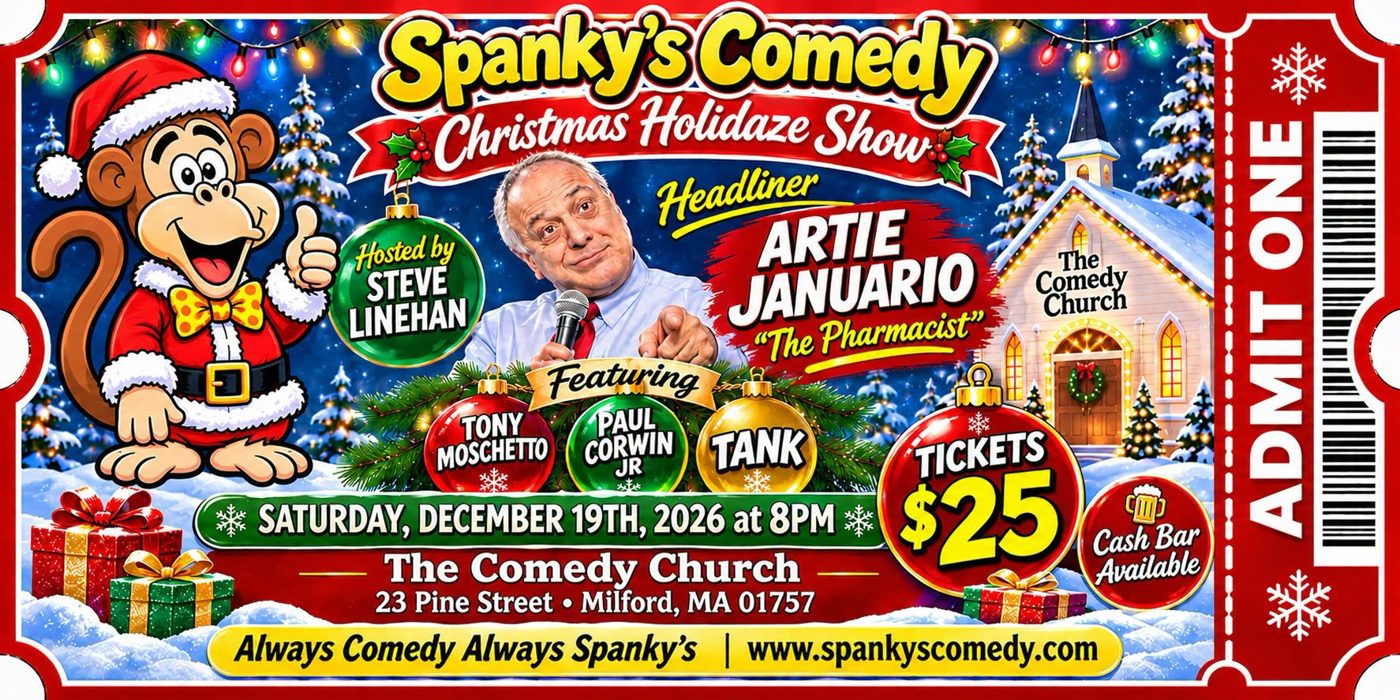 Spanky's Comedy
Christmas Holidaze Show
Headliner
ARTIE
JANUARIO
"The Pharmacist"
Hosted by
STEVE
LINEHAN
The
Comedy
Church
Featuring
TONY
MOSCHETTO
PAUL
CORWIN
JR
TANK
TICKETS
$25
SATURDAY, DECEMBER 19TH, 2026 at 8PM
Cash Bar
Available
The Comedy Church
23 Pine Street • Milford, MA 01757
Always Comedy Always Spanky's | www.spankyscomedy.com
ADMIT ONE